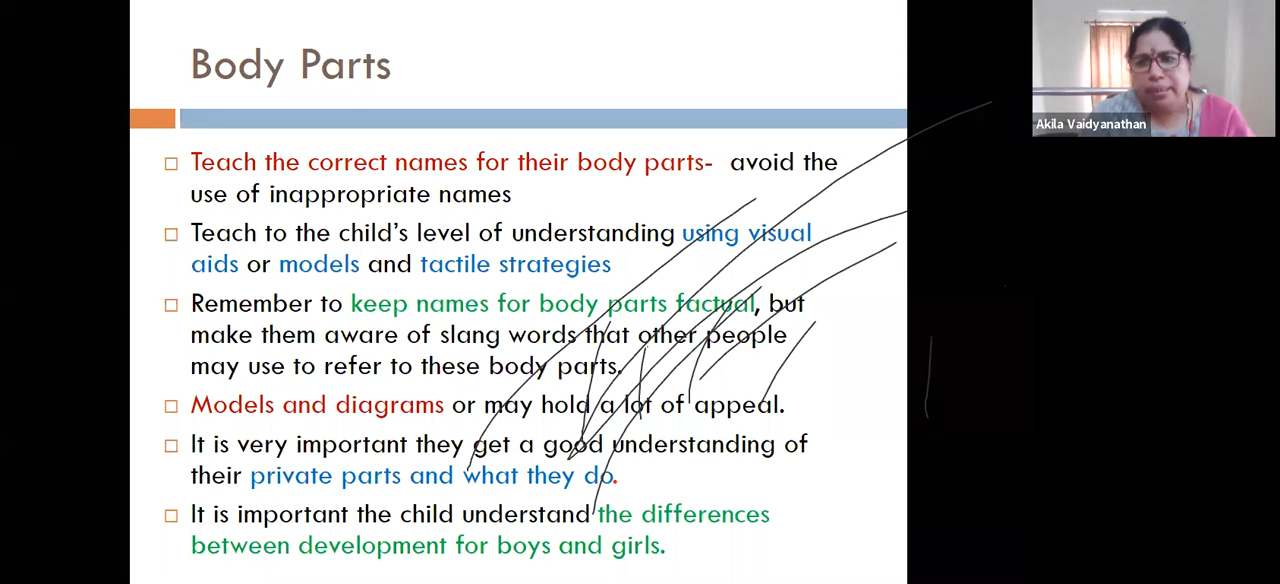 Body Parts
Akila Vaidyanathan
Teach the correct names for their body parts- avoid the
use of inappropriate names
Teach to the child's level of understanding using visual
aids or models and tactile strategies
Remember to keep names for body parts factual, but
make them aware of slang words that other people
may use to refer to these body parts.
Models and diagrams or may hold a lot of appeal.
It is very important they get a good understanding of
their private parts and what they do.
It is important the child understand the differences
between development for boys and girls.